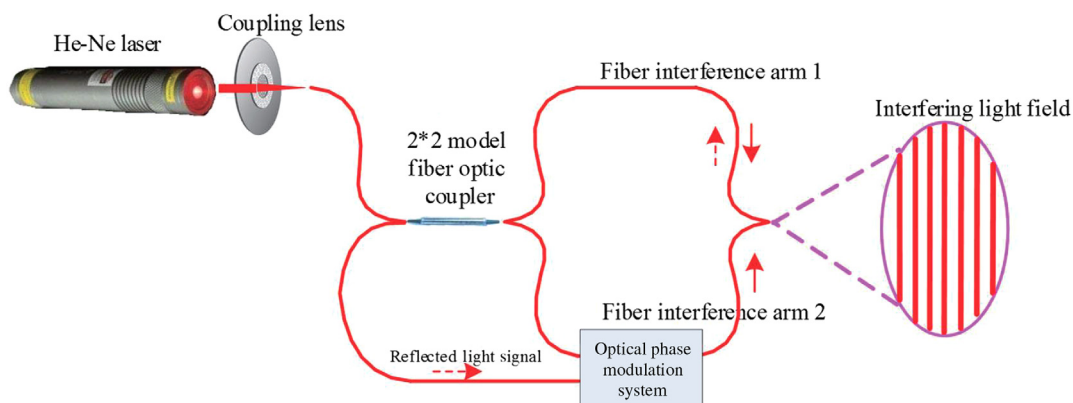 Coupling lens
He-Ne laser
Fiber interference arm 1
Interfering light field
2*2 model
fiber optic
coupler
Fiber interference arm 2
Reflected light signal
Optical phase
modulation
system